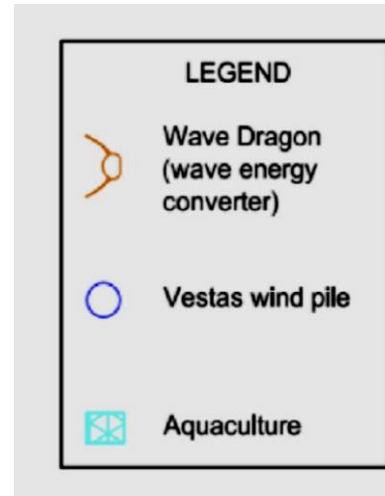 LEGEND
Wave Dragon
(wave energy
converter)
Vestas wind pile
Aquaculture